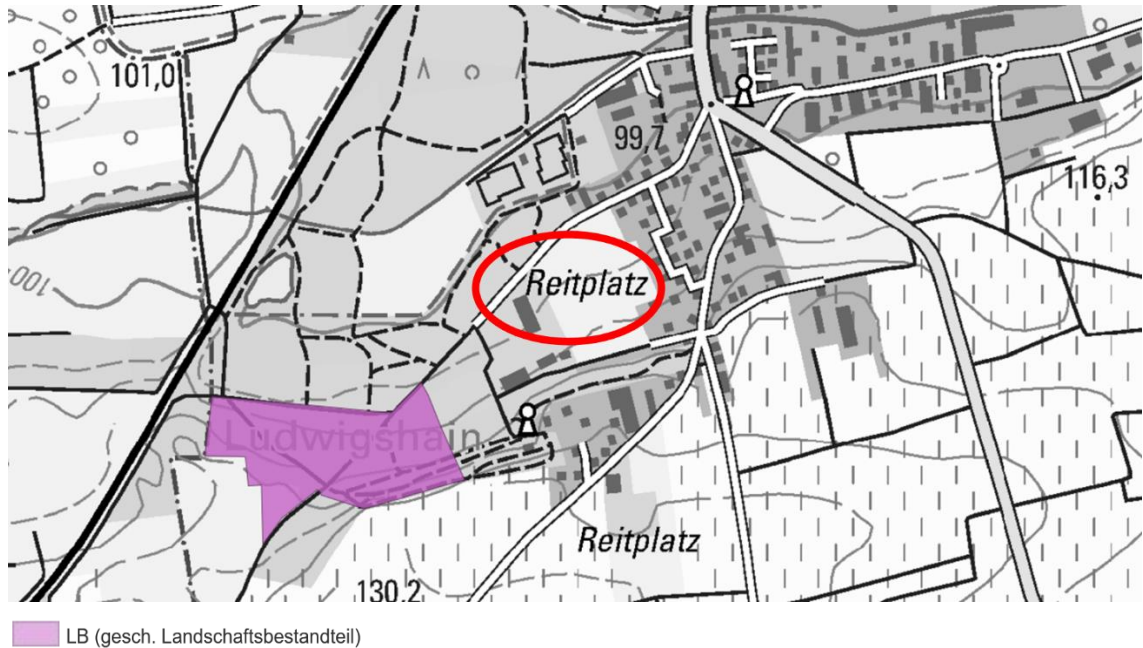 101,0
99,7
116,3
100
Reitplatz
Ludwigshain
Reitplatz
130,2
LB (gesch. Landschaftsbestandteil)